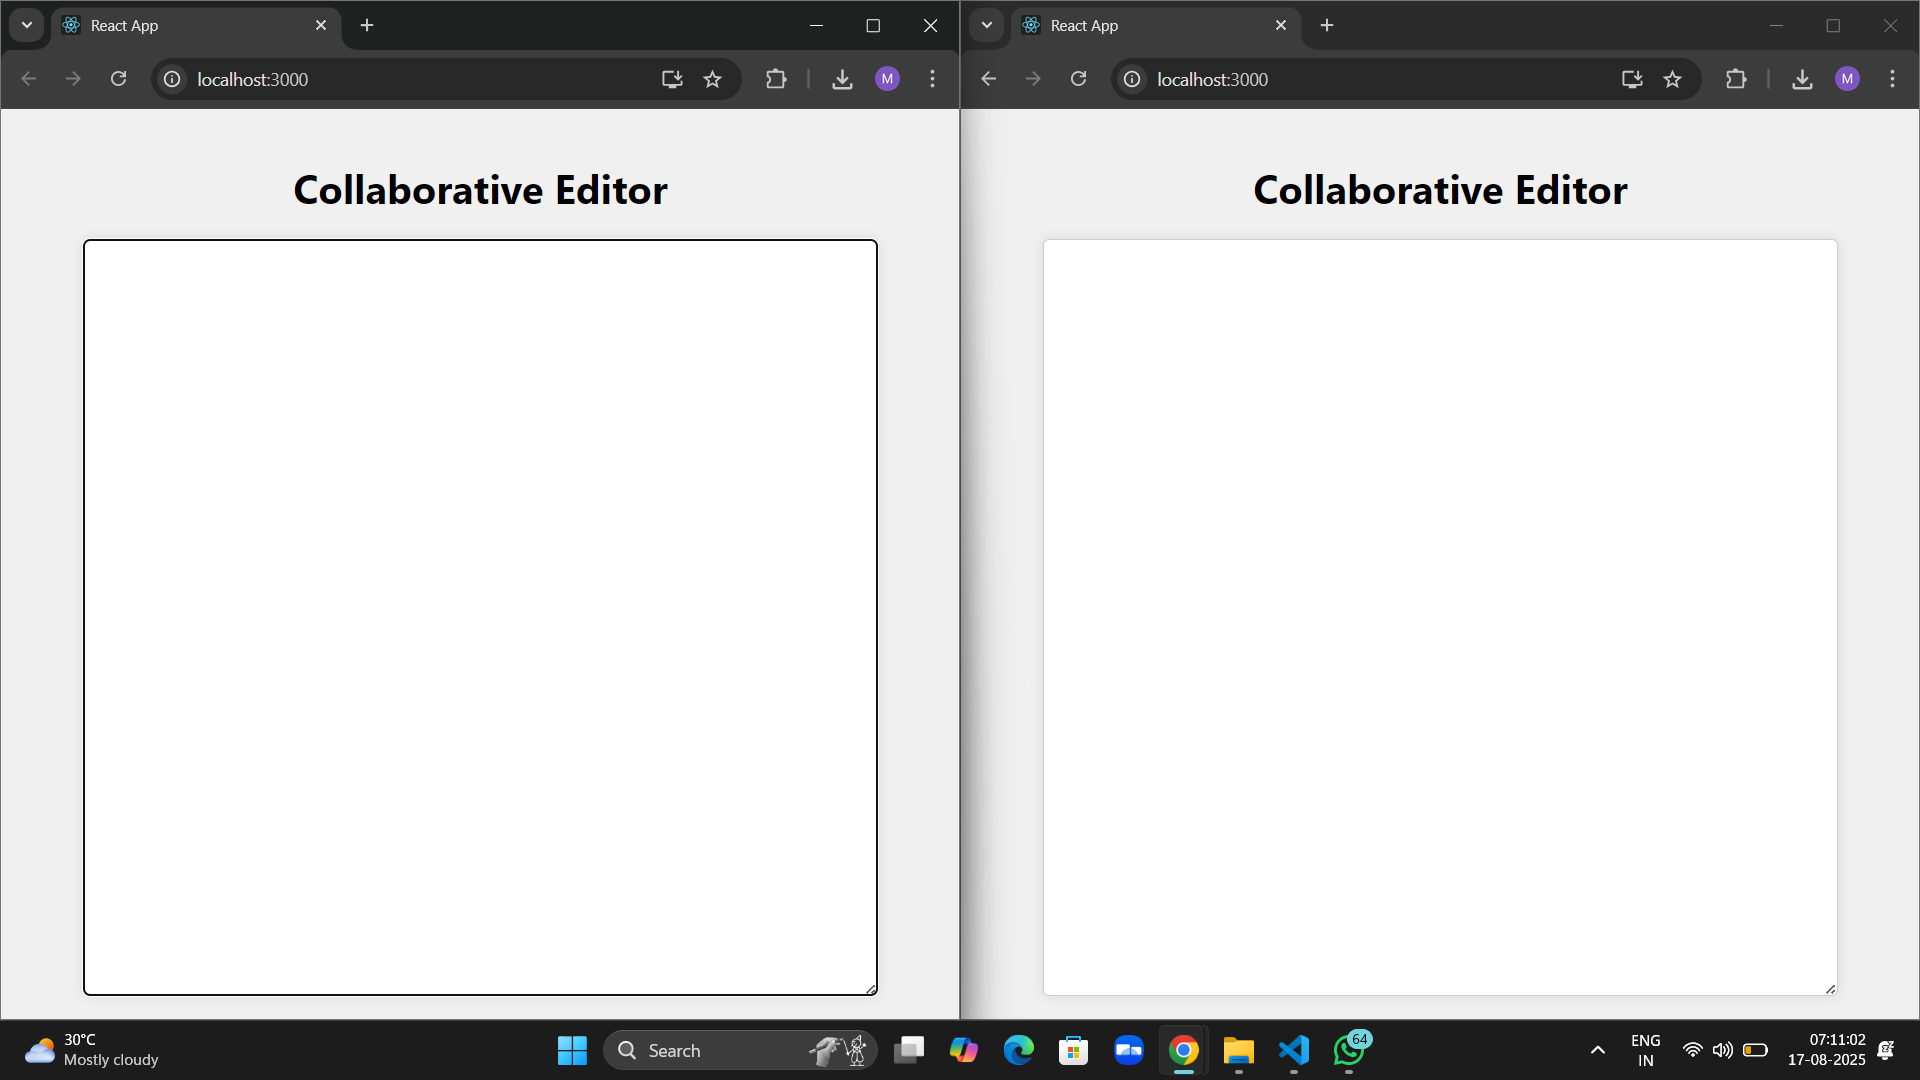 React App
React App
localhost:3000
M
localhost:3000
M
Collaborative Editor
Collaborative Editor
30°C
Mostly cloudy
Search
64
ENG
IN
07:11:02
17-08-2025